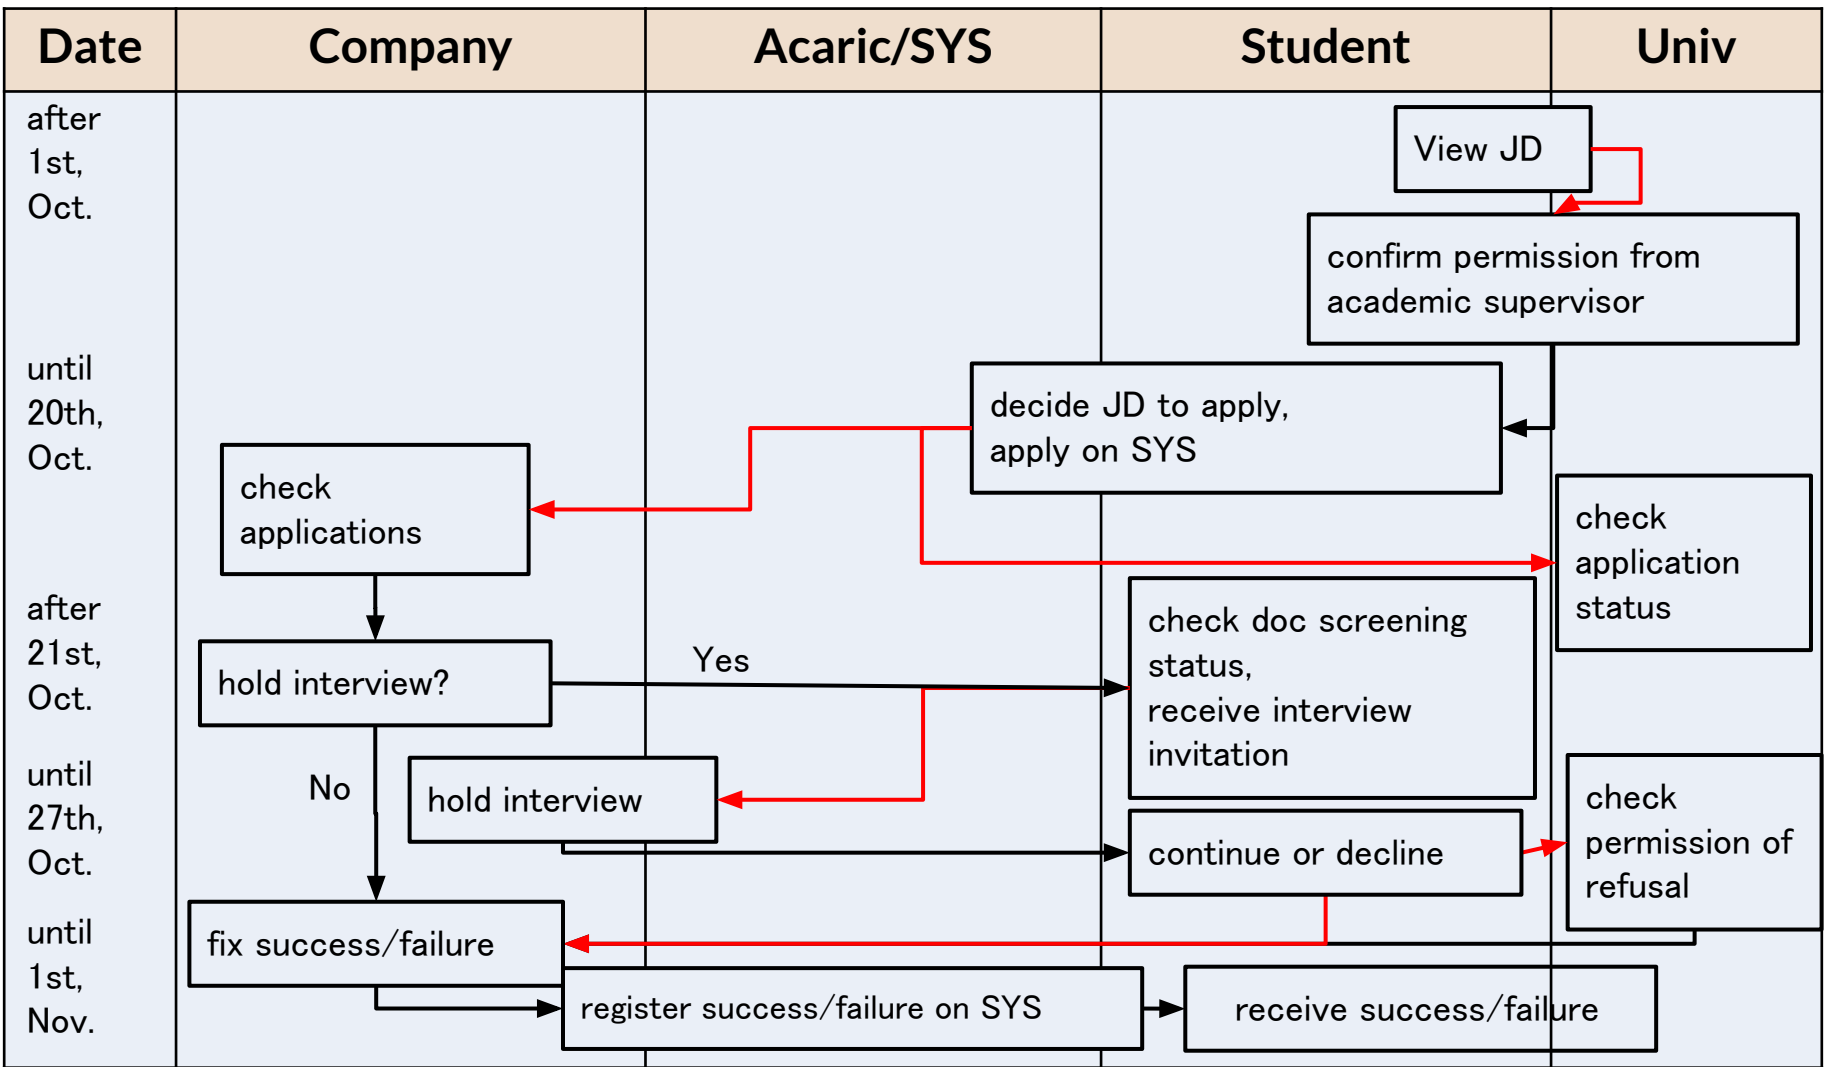 Date
Company
Acaric/SYS
Student
Univ
after
1st,
Oct.
View JD
confirm permission from
academic supervisor
until
20th,
Oct.
decide JD to apply,
apply on SYS
check
applications
check
application
status
after
21st,
Oct.
hold interview?
Yes
check doc screening
status,
receive interview
invitation
No
until
27th,
Oct.
hold interview
continue or decline
check
permission of
refusal
until
1st,
Nov.
fix success/failure
register success/failure on SYS
receive success/failure